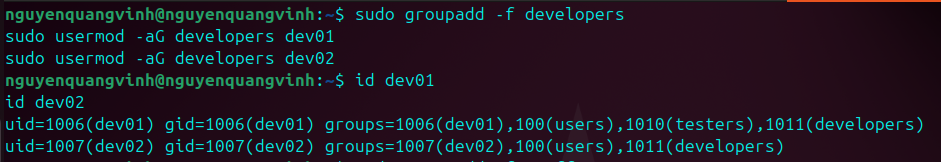 nguyenquangvinh@nguyenquangvinh:~$ sudo groupadd -f developers
sudo usermod -aG developers dev01
sudo usermod -aG developers dev02
nguyenquangvinh@nguyenquangvinh:~$ id dev01
id dev02
uid=1006(dev01) gid=1006(dev01) groups=1006(dev01),100(users),1010(testers),1011(developers)
uid=1007(dev02) gid=1007(dev02) groups=1007(dev02),100(users),1011(developers)